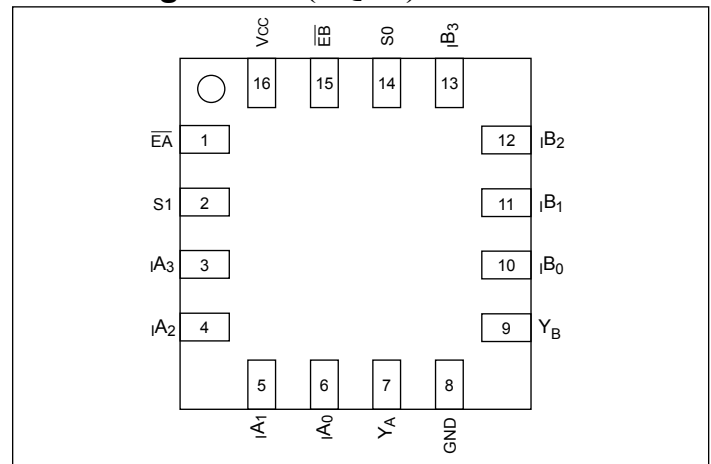 VCC EB S0 IB3
16 15 14 13
EA 1 12 IB2
S1 2 11 IB1
IA3 3 10 IB0
IA2 4 9 YB
5 6 7 8
IA1 IA0 YA GND